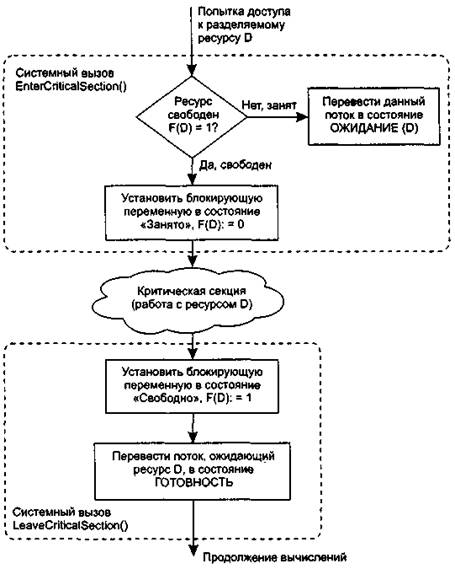 Попытка доступа
к разделяемому
ресурсу D
Системный вызов
EnterCriticalSection()
Ресурс
свободен
F(D) = 1?
Нет, занят
Перевести данный
поток в состояние
ОЖИДАНИЕ (D)
Да, свободен
Установить блокирующую
переменную в состояние
«Занято», F(D): = 0
Критическая секция
(работа с ресурсом D)
Установить блокирующую
переменную в состояние
«Свободно», F(D): = 1
Перевести поток, ожидающий
ресурс D, в состояние
ГОТОВНОСТЬ
Системный вызов
LeaveCriticalSection()
Продолжение вычислений